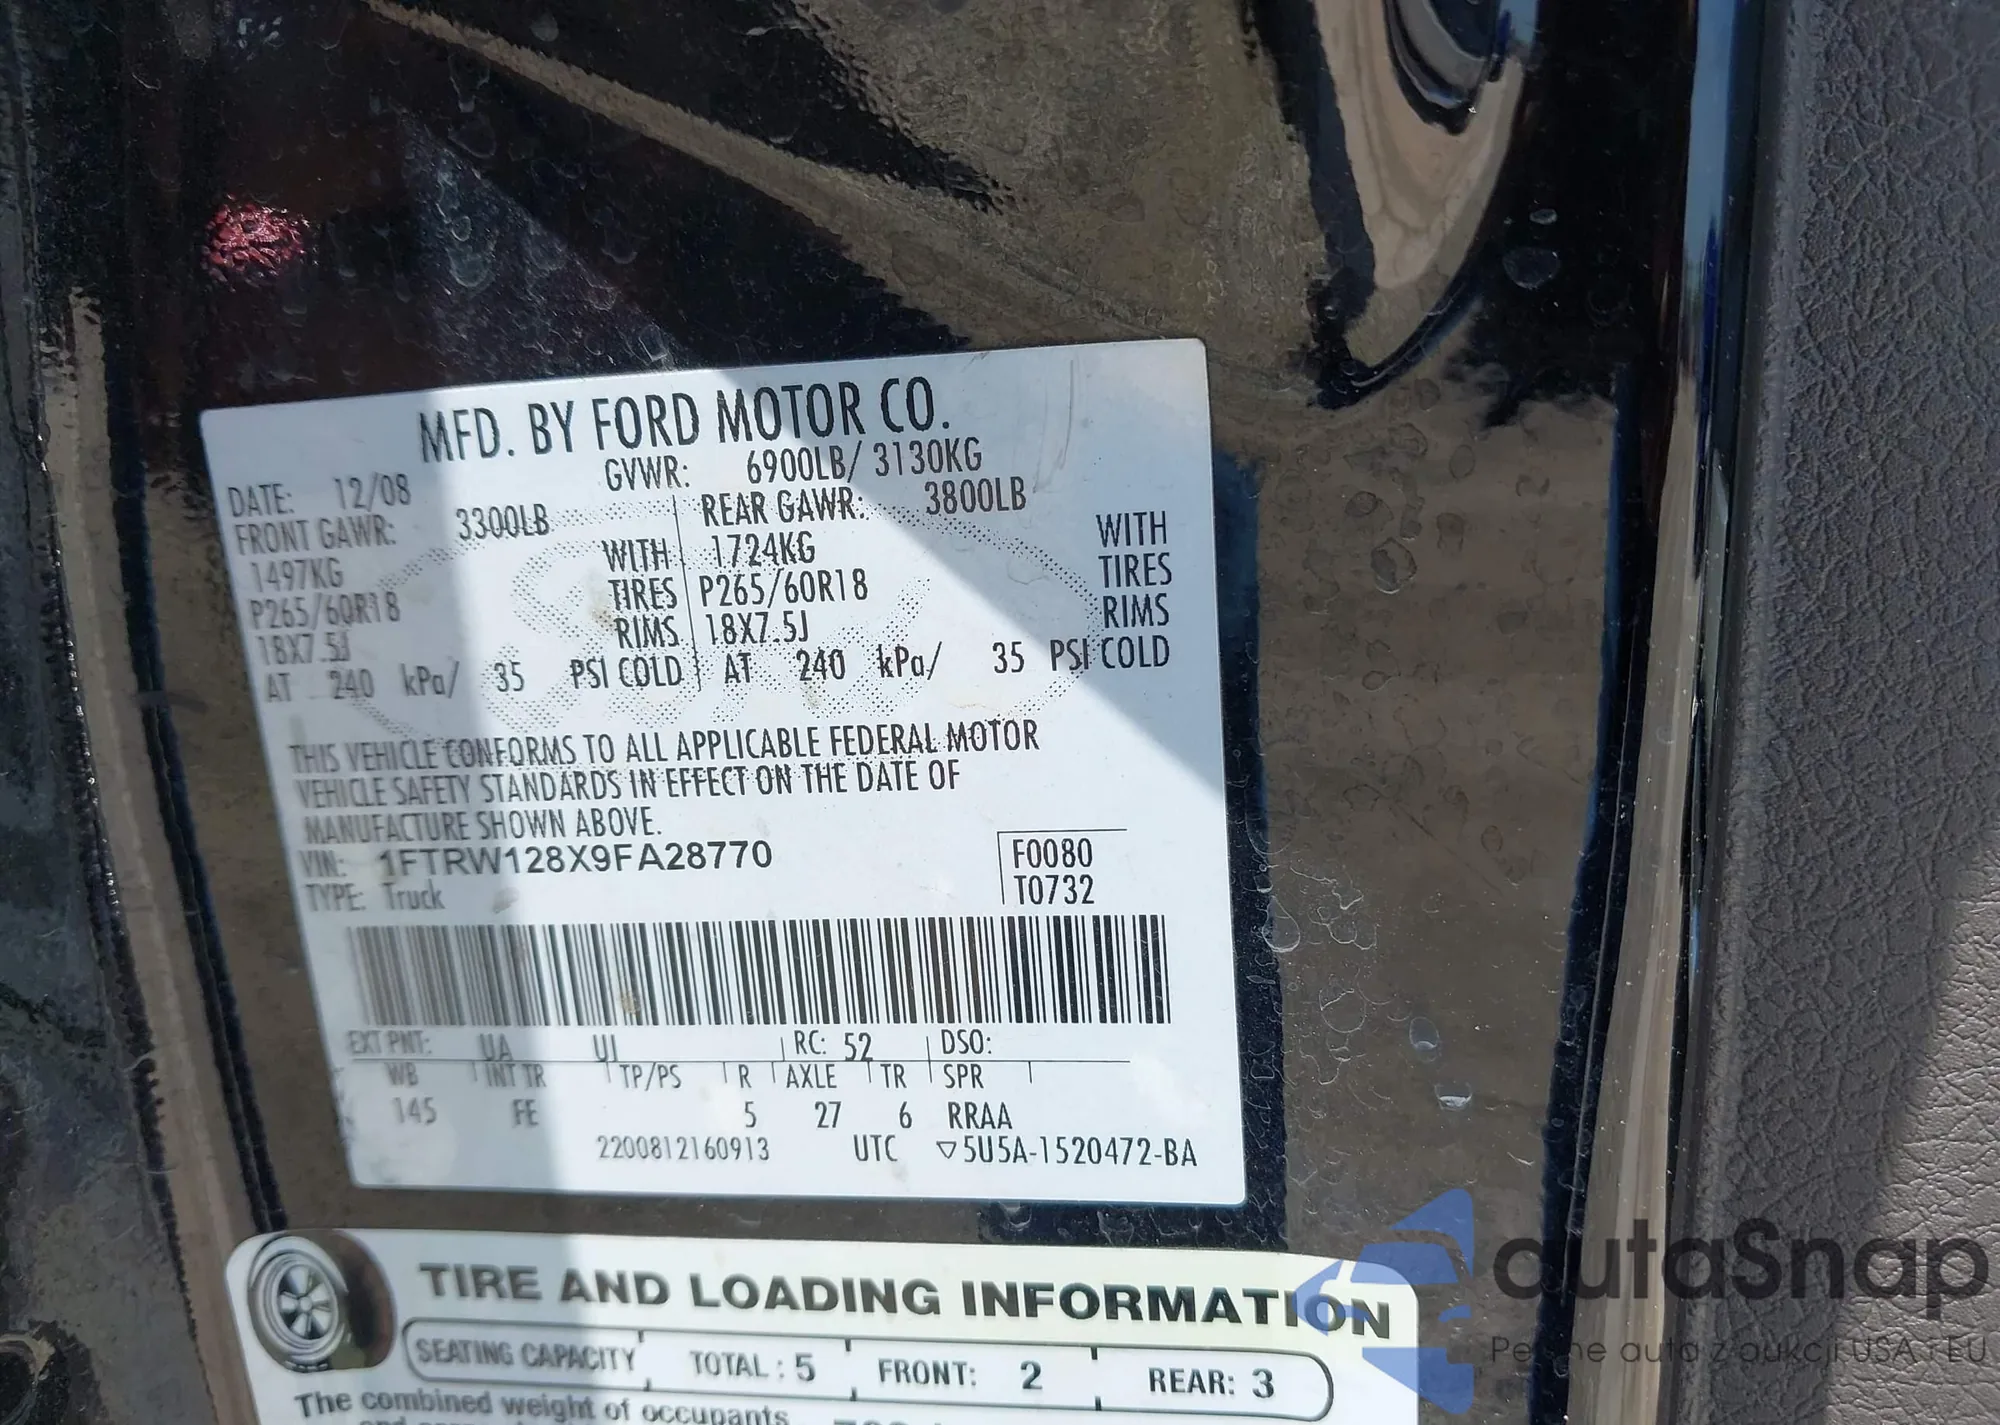 MFD. BY FORD MOTOR CO.
DATE: 12/08 GVWR: 6900LB/ 3130KG
FRONT GAWR: 3300LB REAR GAWR: 3800LB
1497KG WITH 1724KG WITH
P265/60R18 TIRES P265/60R18 TIRES
18X7.5J RIMS 18X7.5J RIMS
AT 240 kPa/ 35 PSI COLD AT 240 kPa/ 35 PSI COLD
THIS VEHICLE CONFORMS TO ALL APPLICABLE FEDERAL MOTOR
VEHICLE SAFETY STANDARDS IN EFFECT ON THE DATE OF
MANUFACTURE SHOWN ABOVE.
VIN: 1FTRW128X9FA28770 F0080
TYPE: Truck T0732
EXT PNT: UA UJ RC: 52 DSO:
WB INT TR TP/PS R AXLE TR SPR
145 FE 5 27 6 RRAA
2200812160913 UTC ▽5U5A-1520472-BA
TIRE AND LOADING INFORMATION
SEATING CAPACITY TOTAL : 5 FRONT: 2 REAR: 3
The combined weight of occupants
autaSnap
Pewne auta z aukcji USA i EU